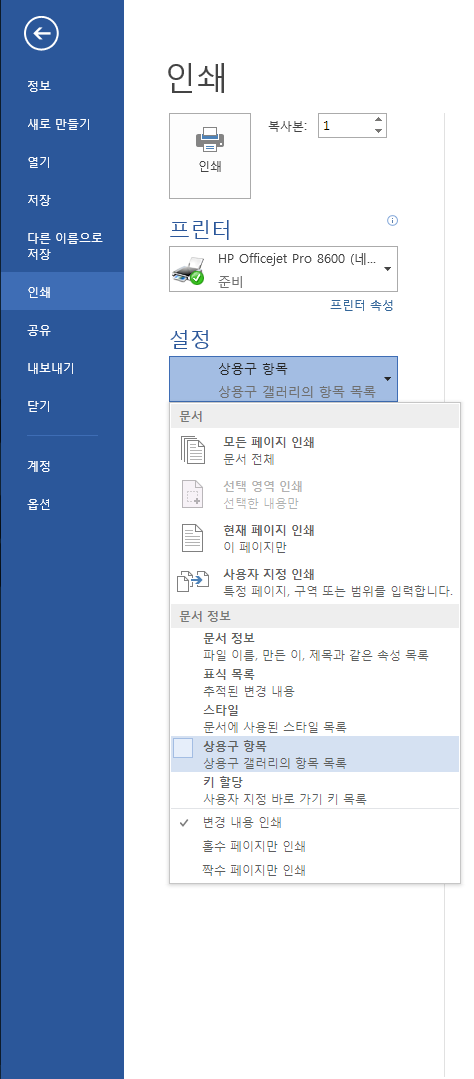 정보
새로 만들기
열기
저장
다른 이름으로
저장
인쇄
공유
내보내기
닫기
계정
옵션
인쇄
인쇄
복사본: 1
프린터
HP Officejet Pro 8600 (네...
준비
프린터 속성
설정
상용구 항목
상용구 갤러리의 항목 목록
문서
모든 페이지 인쇄
문서 전체
선택 영역 인쇄
선택한 내용만
현재 페이지 인쇄
이 페이지만
사용자 지정 인쇄
특정 페이지, 구역 또는 범위를 입력합니다.
문서 정보
문서 정보
파일 이름, 만든 이, 제목과 같은 속성 목록
표식 목록
추적된 변경 내용
스타일
문서에 사용된 스타일 목록
상용구 항목
상용구 갤러리의 항목 목록
키 할당
사용자 지정 바로 가기 키 목록
변경 내용 인쇄
홀수 페이지만 인쇄
짝수 페이지만 인쇄